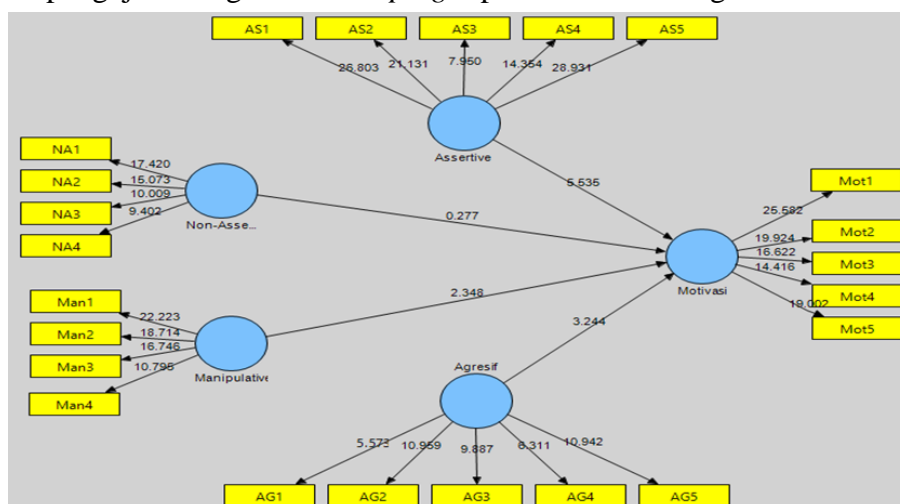 AS1 AS2 AS3 AS4 AS5
26.803 21.131 7.950 14.354 28.931
Assertive
NA1
NA2
NA3
NA4
17.420
15.073
10.009
9.402
Non-Asse...
5.535
0.277
2.348
3.244
Mot1
Mot2
Mot3
Mot4
Mot5
25.582
19.924
16.622
14.416
19.002
Motivasi
Man1
Man2
Man3
Man4
22.223
18.714
16.746
10.795
Manipulative
Agresif
5.573 10.959 9.887 6.311 10.942
AG1 AG2 AG3 AG4 AG5